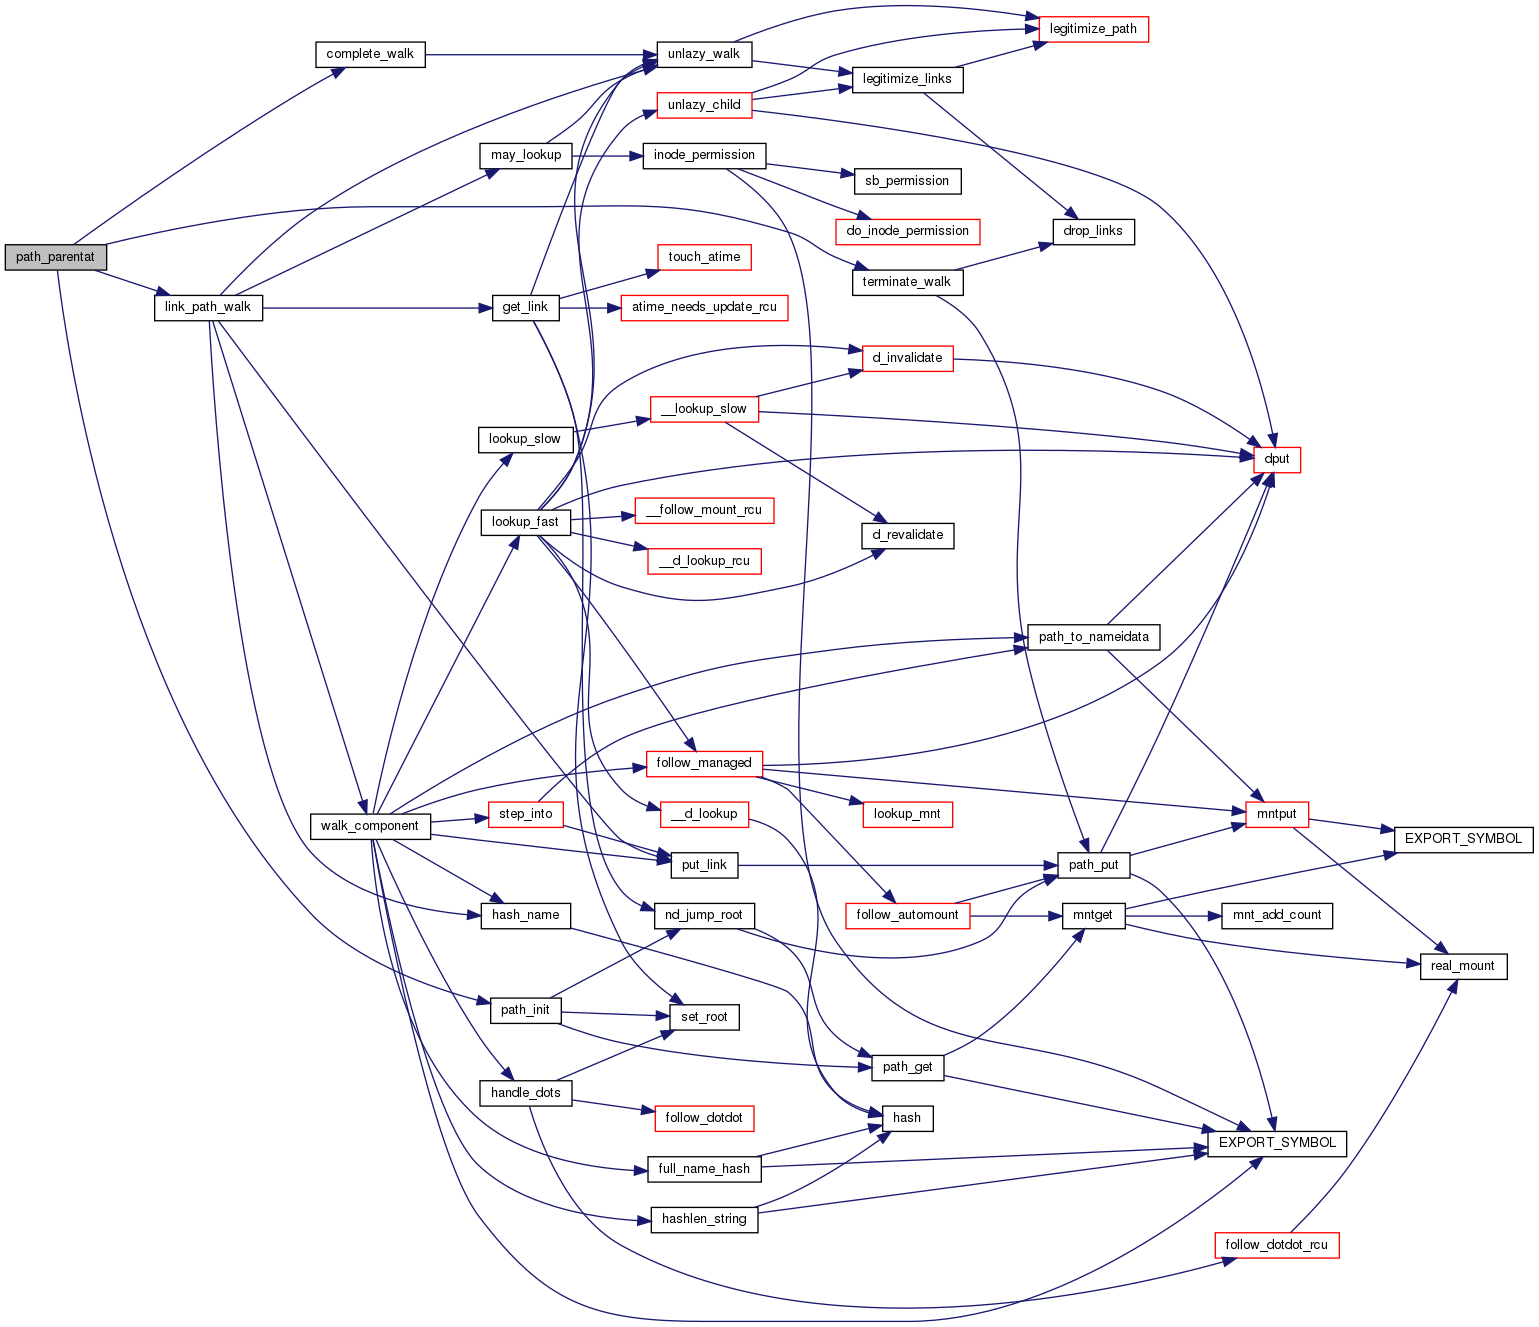 legitimize_path
complete_walk
unlazy_walk
legitimize_links
unlazy_child
may_lookup
inode_permission
sb_permission
do_inode_permission
drop_links
path_parentat
touch_atime
terminate_walk
link_path_walk
get_link
atime_needs_update_rcu
d_invalidate
__lookup_slow
lookup_slow
dput
__follow_mount_rcu
lookup_fast
d_revalidate
__d_lookup_rcu
path_to_nameidata
follow_managed
step_into
__d_lookup
lookup_mnt
mntput
walk_component
EXPORT_SYMBOL
put_link
path_put
hash_name
nd_jump_root
follow_automount
mntget
mnt_add_count
real_mount
path_init
set_root
path_get
handle_dots
follow_dotdot
hash
EXPORT_SYMBOL
full_name_hash
hashlen_string
follow_dotdot_rcu